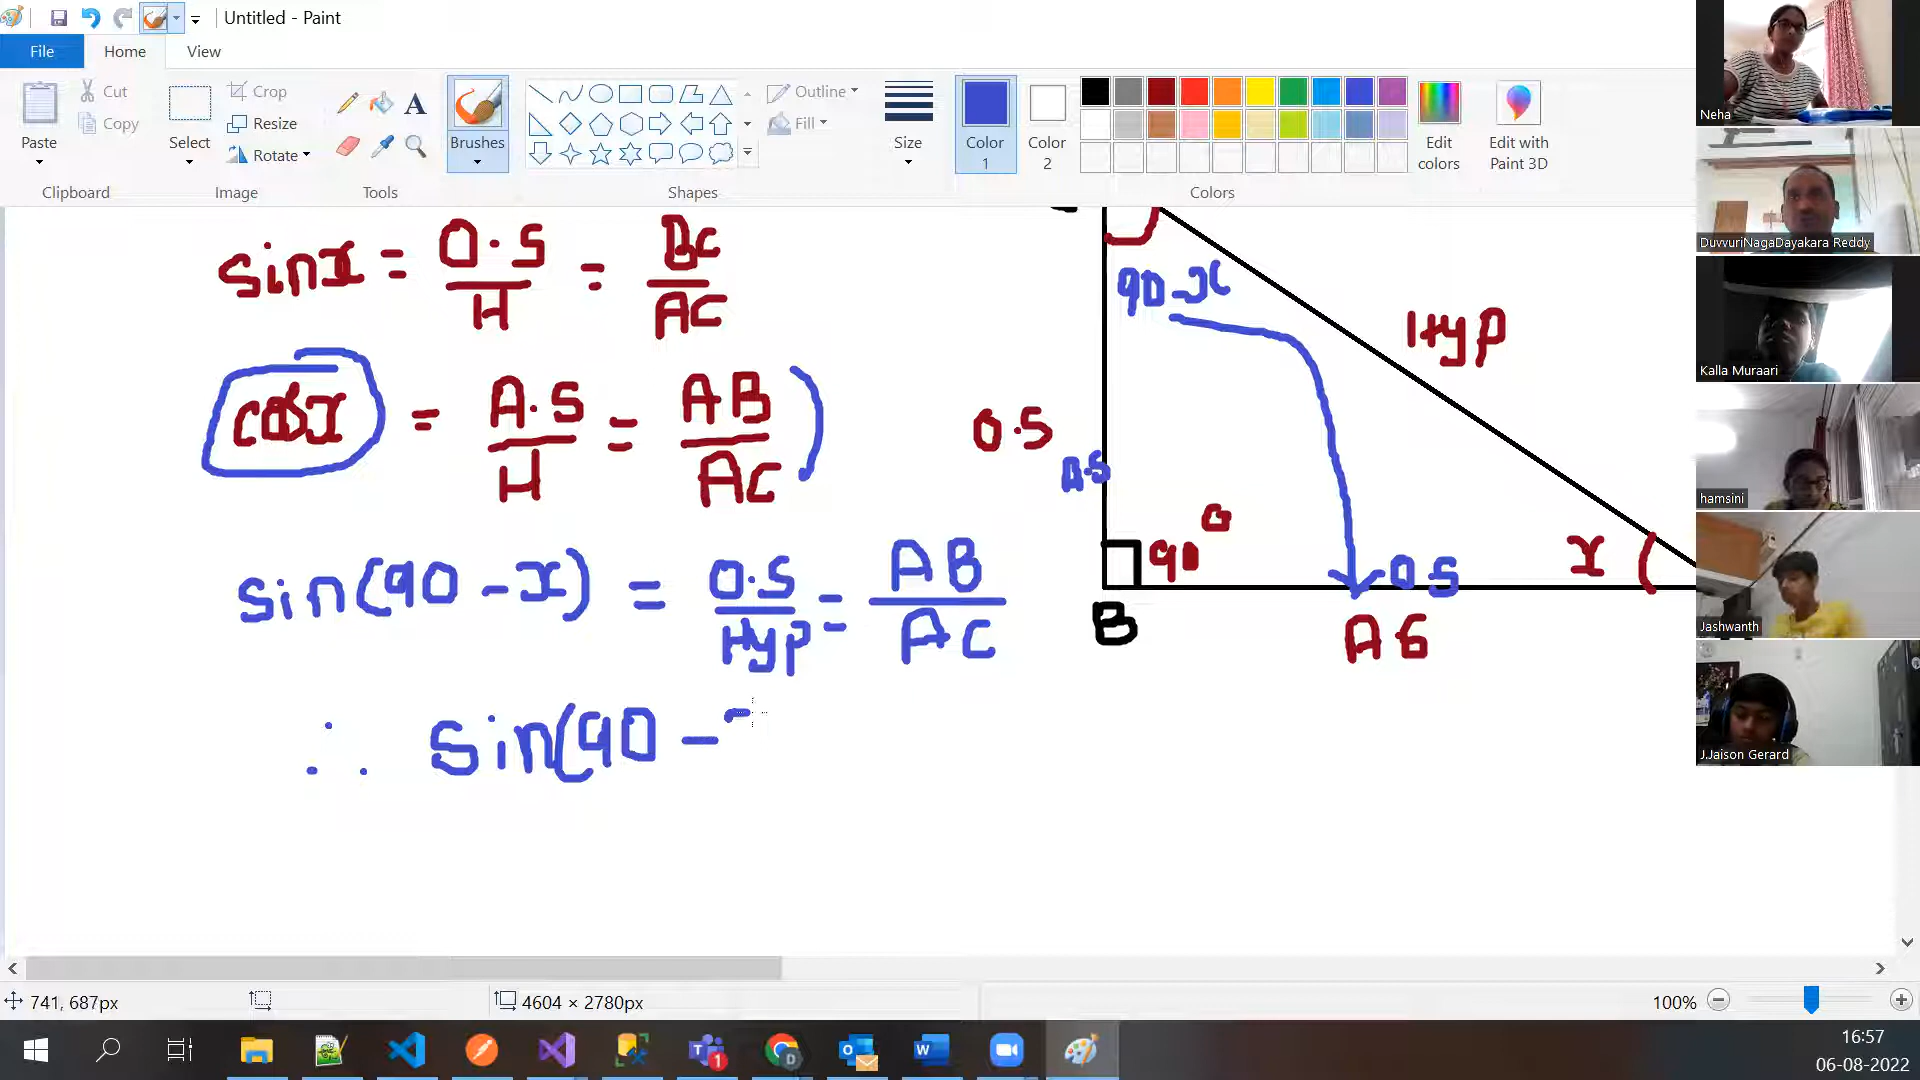 Untitled - Paint
File Home View
Paste Cut Copy
Clipboard
Select Crop Resize Rotate
Image
Tools
Brushes
Shapes
Outline
Fill
Size
Color 1
Color 2
Colors
Edit colors
Edit with Paint 3D
sinx = O.S/H = BC/AC
cosx = A.S/H = AB/AC
sin(90-x) = O.S/Hyp = AB/AC
∴ sin(90 -
90-x
Hyp
O.S
A.S
90°
x
O.S
B
Neha
DuvvuriNagaDayakara Reddy
Kalla Muraari
hamsini
Jashwanth
J.Jaison Gerard
741, 687px
4604 × 2780px
100%
1
16:57
06-08-2022